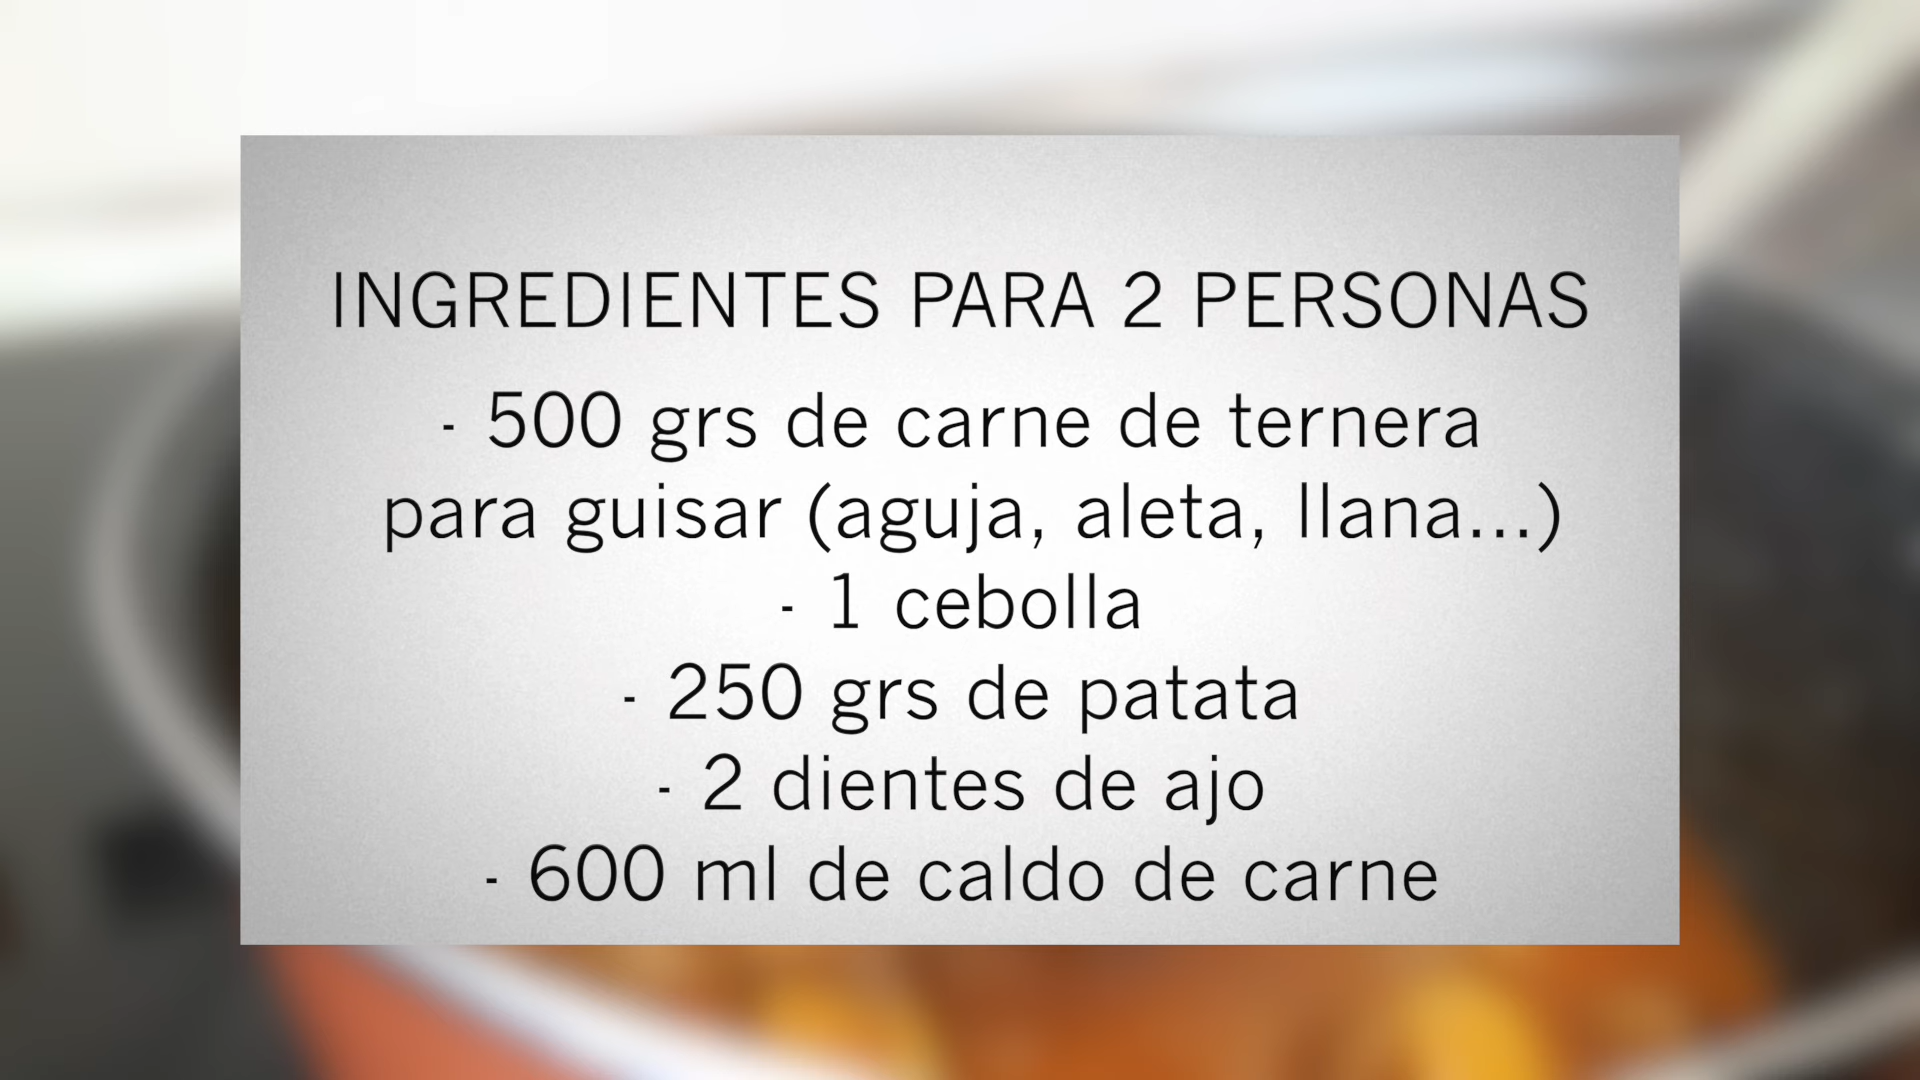 INGREDIENTES PARA 2 PERSONAS
- 500 grs de carne de ternera
para guisar (aguja, aleta, llana...)
- 1 cebolla
- 250 grs de patata
- 2 dientes de ajo
- 600 ml de caldo de carne